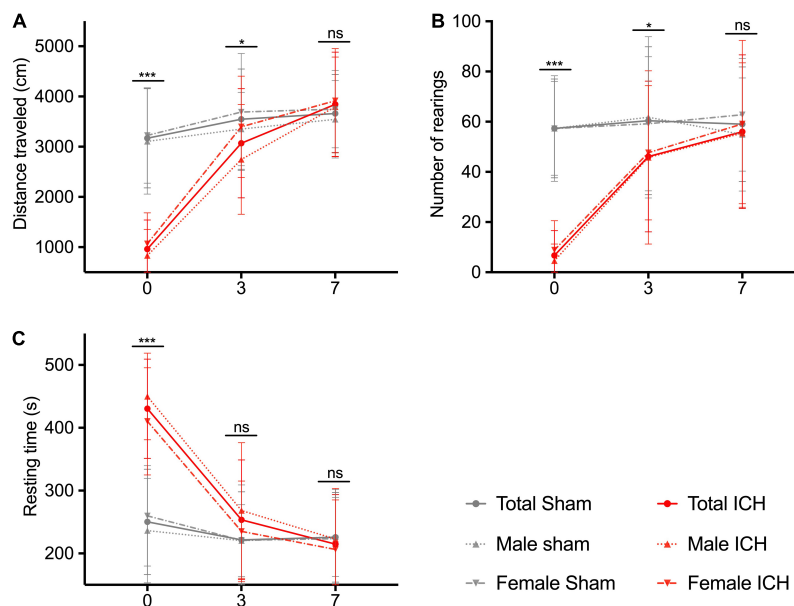 A
5000
4000
3000
2000
1000
Distance traveled (cm)
***
*
ns
0 3 7
B
100
80
60
40
20
0
Number of rearings
***
*
ns
0 3 7
C
500
400
300
200
Resting time (s)
***
ns
ns
0 3 7
Total Sham
Male sham
Female Sham
Total ICH
Male ICH
Female ICH